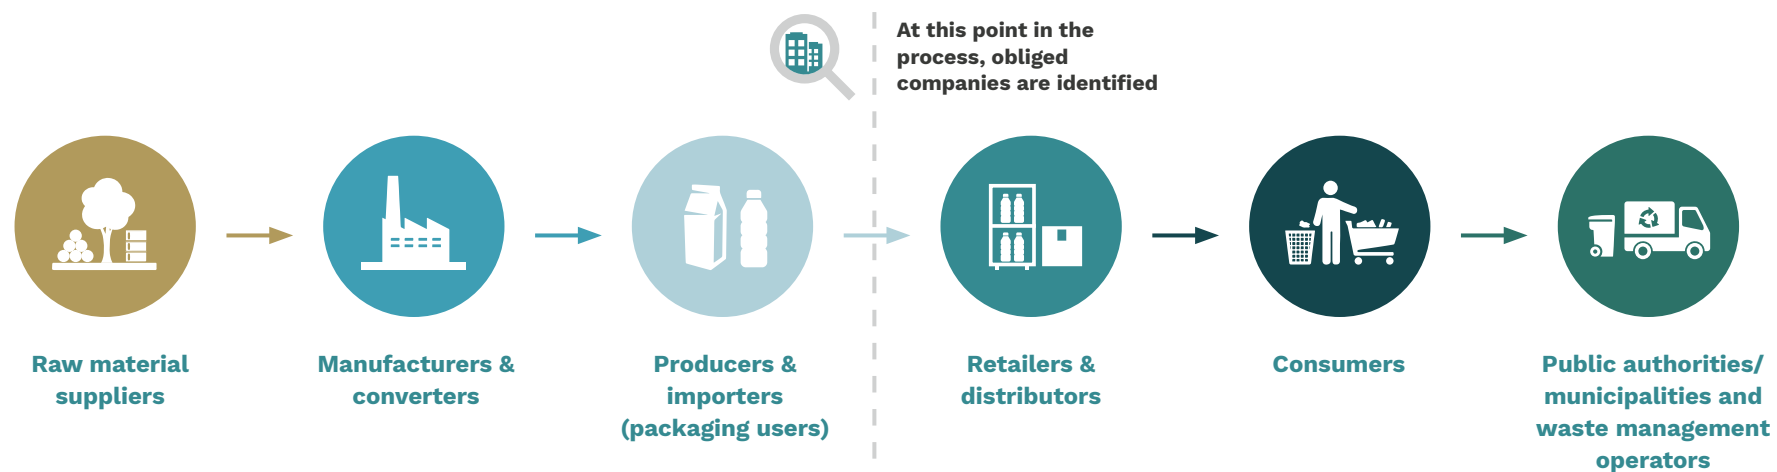 At this point in the
process, obliged
companies are identified
Raw material
suppliers
Manufacturers &
converters
Producers &
importers
(packaging users)
Retailers &
distributors
Consumers
Public authorities/
municipalities and
waste management
operators